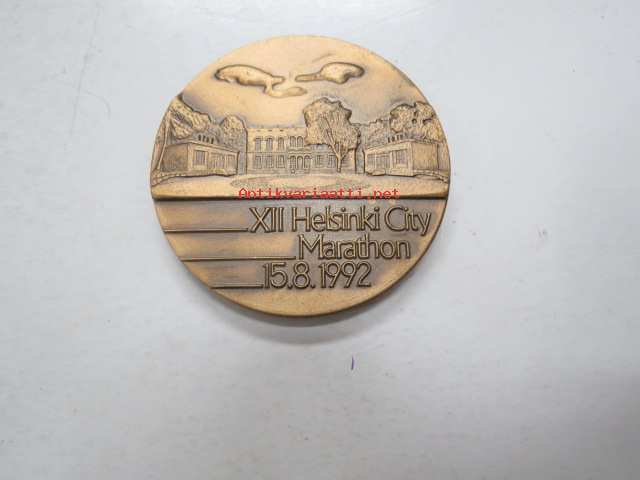 Antikvariaatti.net
XII Helsinki City
Marathon
15.8.1992